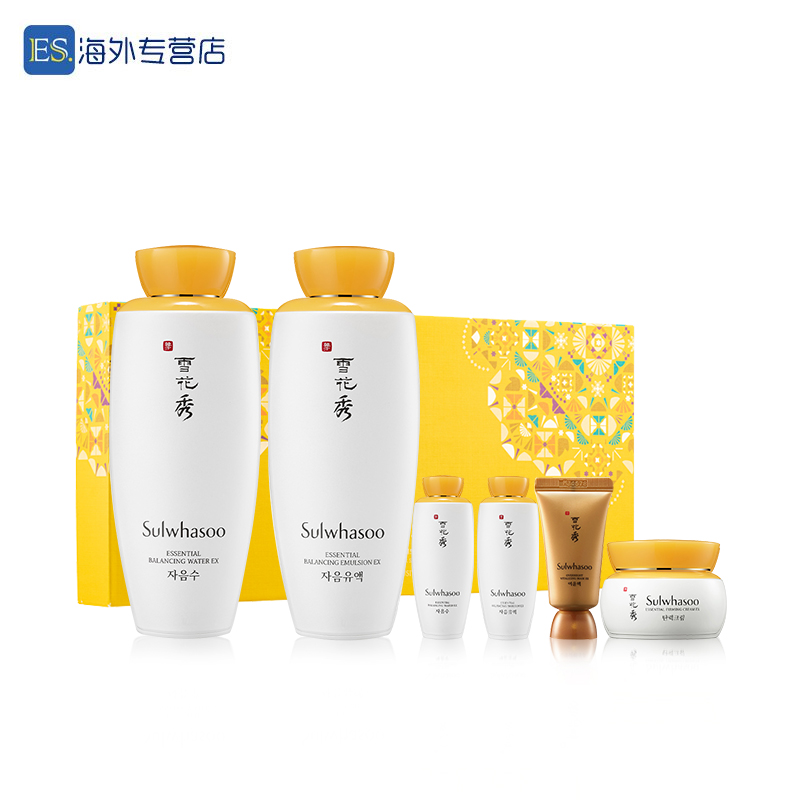 ES.海外专营店
雪花秀
Sulwhasoo
ESSENTIAL
BALANCING WATER EX
자음수
雪花秀
Sulwhasoo
ESSENTIAL
BALANCING EMULSION EX
자음유액
雪花秀
Sulwhasoo
자음수
雪花秀
Sulwhasoo
자음유액
雪花秀
Sulwhasoo
雪花秀
Sulwhasoo
ESSENTIAL FIRMING CREAM EX
탄력크림